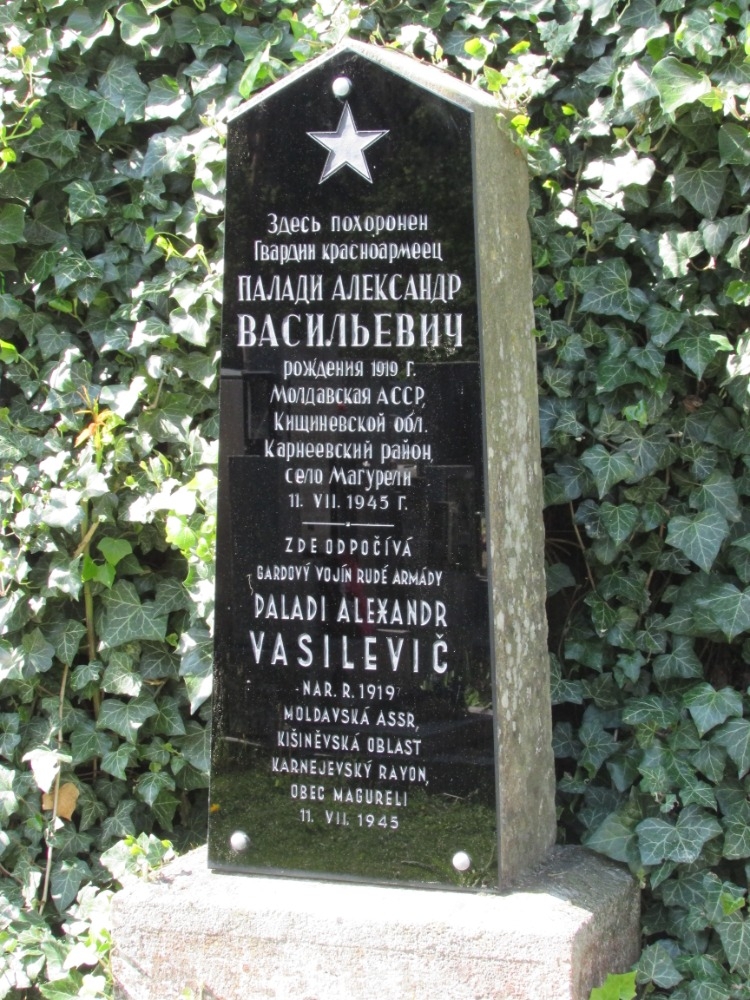 Здесь похоронен
Гвардии красноармеец
ПАЛАДИ АЛЕКСАНДР
ВАСИЛЬЕВИЧ
рождения 1919 г.
Молдавская АССР,
Кищиневской обл.
Карнеевский район,
село Магурели
11. VII. 1945 г.
ZDE ODPOČÍVÁ
GARDOVÝ VOJÍN RUDÉ ARMÁDY
PALADI ALEXANDR
VASILEVIČ
NAR. R. 1919
MOLDAVSKÁ ASSR,
KIŠINĚVSKÁ OBLAST
KARNEJEVSKÝ RAYON,
OBEC MAGURELI
11. VII. 1945